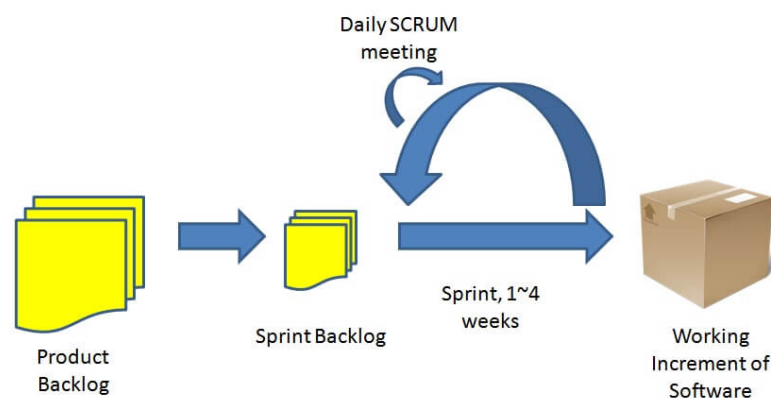 Daily SCRUM
meeting
Product
Backlog
Sprint Backlog
Sprint, 1~4
weeks
Working
Increment of
Software